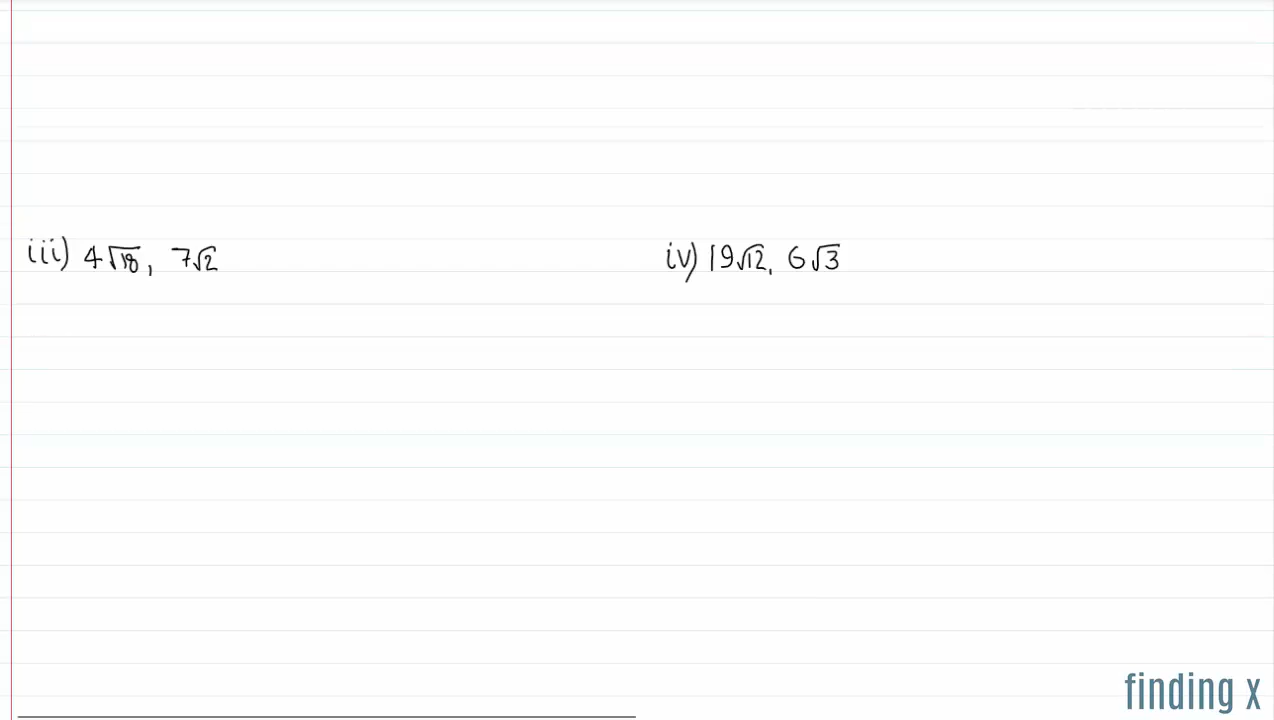 iii) 4√18, 7√2
iv) 19√12, 6√3
finding x